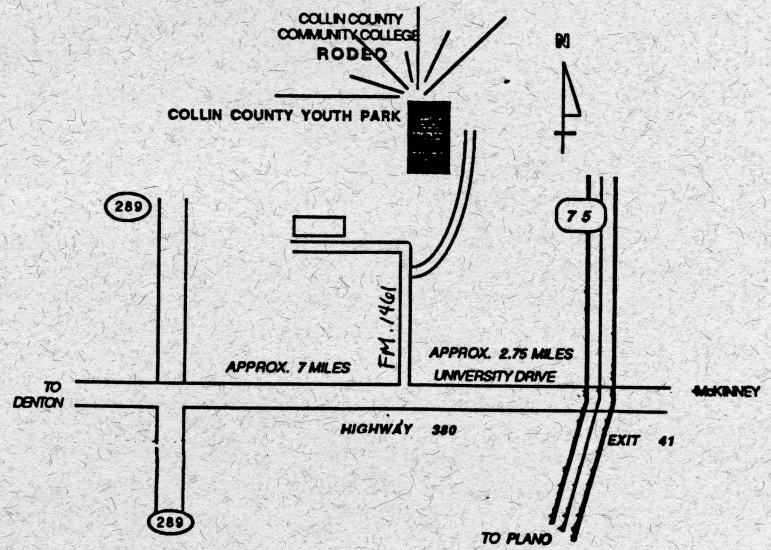 COLLIN COUNTY
COMMUNITY COLLEGE
RODEO
N
COLLIN COUNTY YOUTH PARK
289
75
FM. 1461
APPROX. 7 MILES
APPROX. 2.75 MILES
UNIVERSITY DRIVE
TO
DENTON
McKINNEY
HIGHWAY 380
EXIT 41
289
TO PLANO